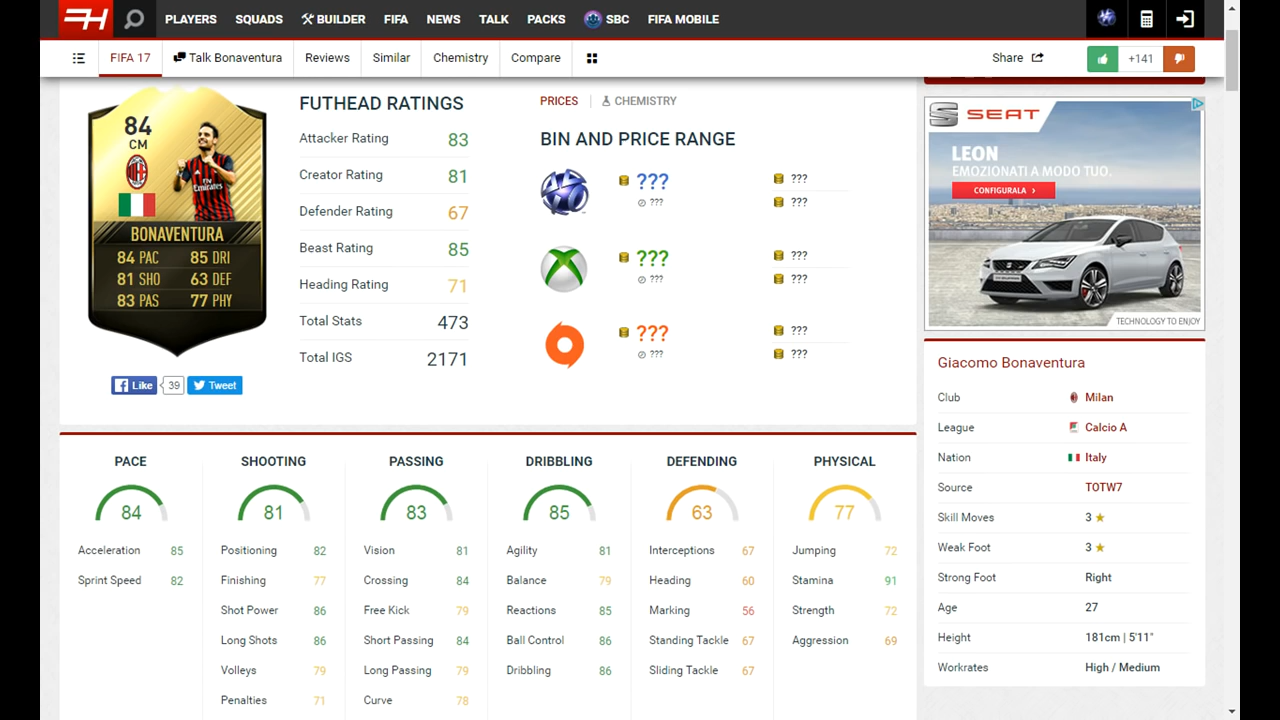 PLAYERS SQUADS BUILDER FIFA NEWS TALK PACKS SBC FIFA MOBILE
FIFA 17 Talk Bonaventura Reviews Similar Chemistry Compare Share +141
84
CM
Fly Emirates
BONAVENTURA
84 PAC 85 DRI
81 SHO 63 DEF
83 PAS 77 PHY
Like 39 Tweet
FUTHEAD RATINGS
Attacker Rating 83
Creator Rating 81
Defender Rating 67
Beast Rating 85
Heading Rating 71
Total Stats 473
Total IGS 2171
PRICES CHEMISTRY
BIN AND PRICE RANGE
??? ???
??? ???
??? ???
??? ???
??? ???
??? ???
SEAT
LEON
EMOZIONATI A MODO TUO.
CONFIGURALA >
TECHNOLOGY TO ENJOY
Giacomo Bonaventura
Club Milan
League Calcio A
Nation Italy
Source TOTW7
Skill Moves 3
Weak Foot 3
Strong Foot Right
Age 27
Height 181cm | 5'11"
Workrates High / Medium
PACE
84
Acceleration 85
Sprint Speed 82
SHOOTING
81
Positioning 82
Finishing 77
Shot Power 86
Long Shots 86
Volleys 79
Penalties 71
PASSING
83
Vision 81
Crossing 84
Free Kick 79
Short Passing 84
Long Passing 79
Curve 78
DRIBBLING
85
Agility 81
Balance 79
Reactions 85
Ball Control 86
Dribbling 86
DEFENDING
63
Interceptions 67
Heading 60
Marking 56
Standing Tackle 67
Sliding Tackle 67
PHYSICAL
77
Jumping 72
Stamina 91
Strength 72
Aggression 69